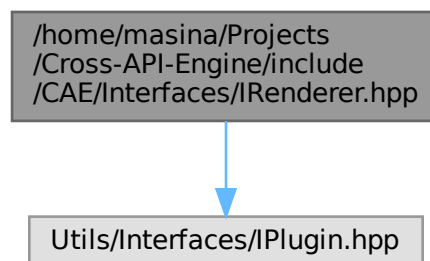 /home/masina/Projects
/Cross-API-Engine/include
/CAE/Interfaces/IRenderer.hpp
Utils/Interfaces/IPlugin.hpp